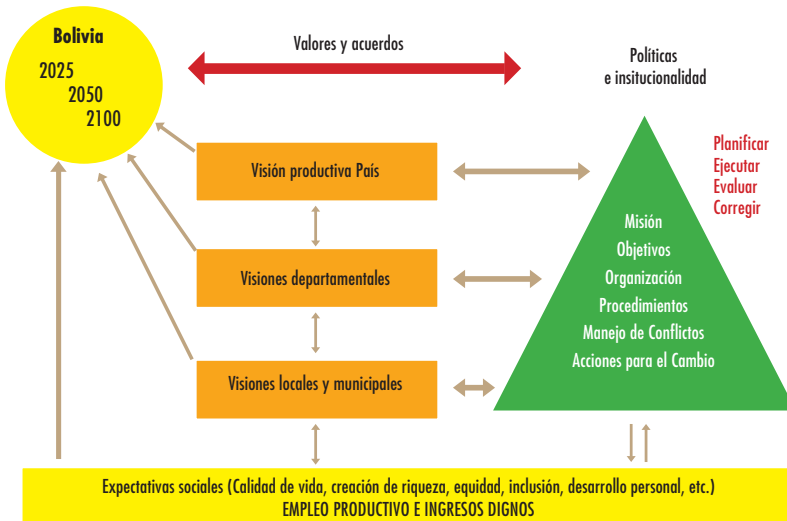 Bolivia
2025
2050
2100
Valores y acuerdos
Políticas
e insitucionalidad
Planificar
Ejecutar
Evaluar
Corregir
Visión productiva País
Visiones departamentales
Visiones locales y municipales
Misión
Objetivos
Organización
Procedimientos
Manejo de Conflictos
Acciones para el Cambio
Expectativas sociales (Calidad de vida, creación de riqueza, equidad, inclusión, desarrollo personal, etc.)
EMPLEO PRODUCTIVO E INGRESOS DIGNOS